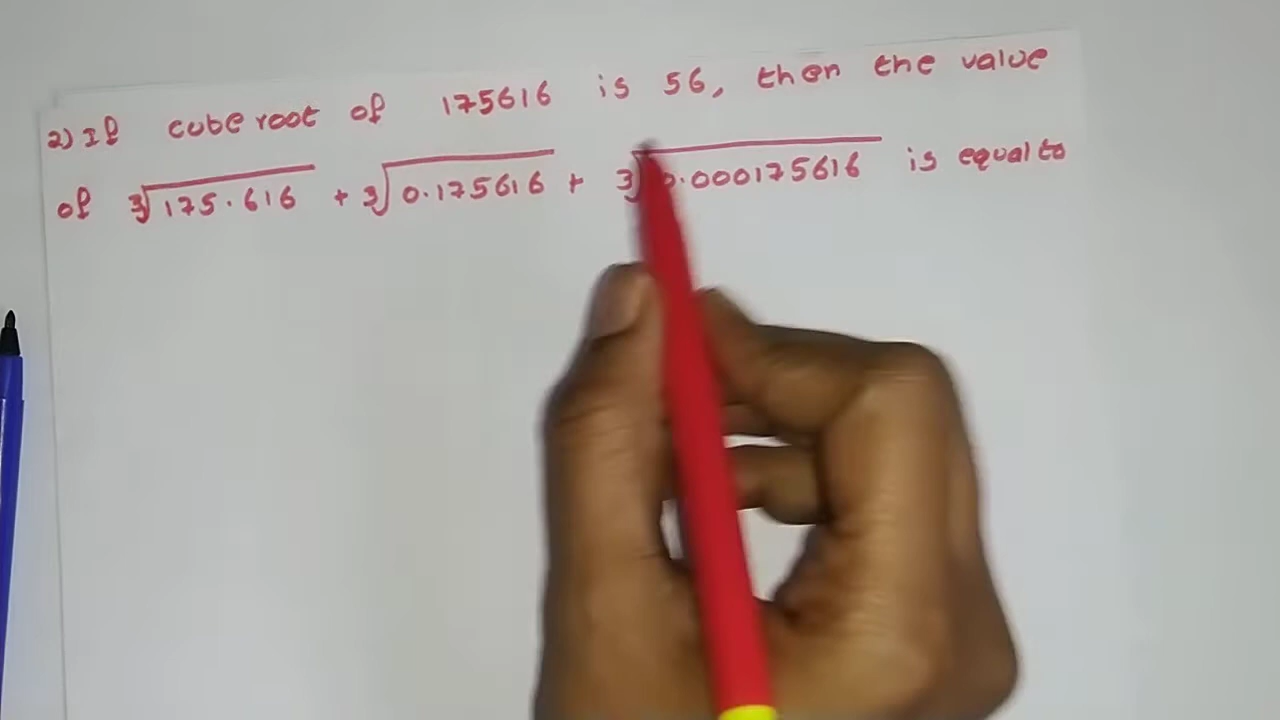 2) If cube root of 175616 is 56, then the value
of ∛175.616 + ∛0.175616 + ∛0.000175616 is equal to